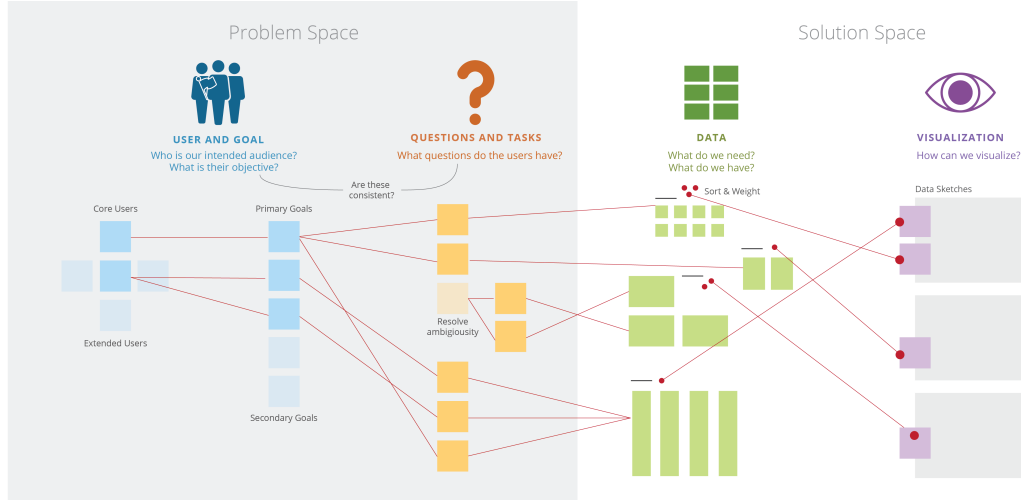 Problem Space
Solution Space
USER AND GOAL
Who is our intended audience?
What is their objective?
QUESTIONS AND TASKS
What questions do the users have?
DATA
What do we need?
What do we have?
VISUALIZATION
How can we visualize?
Are these
consistent?
Sort & Weight
Data Sketches
Core Users
Primary Goals
Resolve
ambigiousity
Extended Users
Secondary Goals